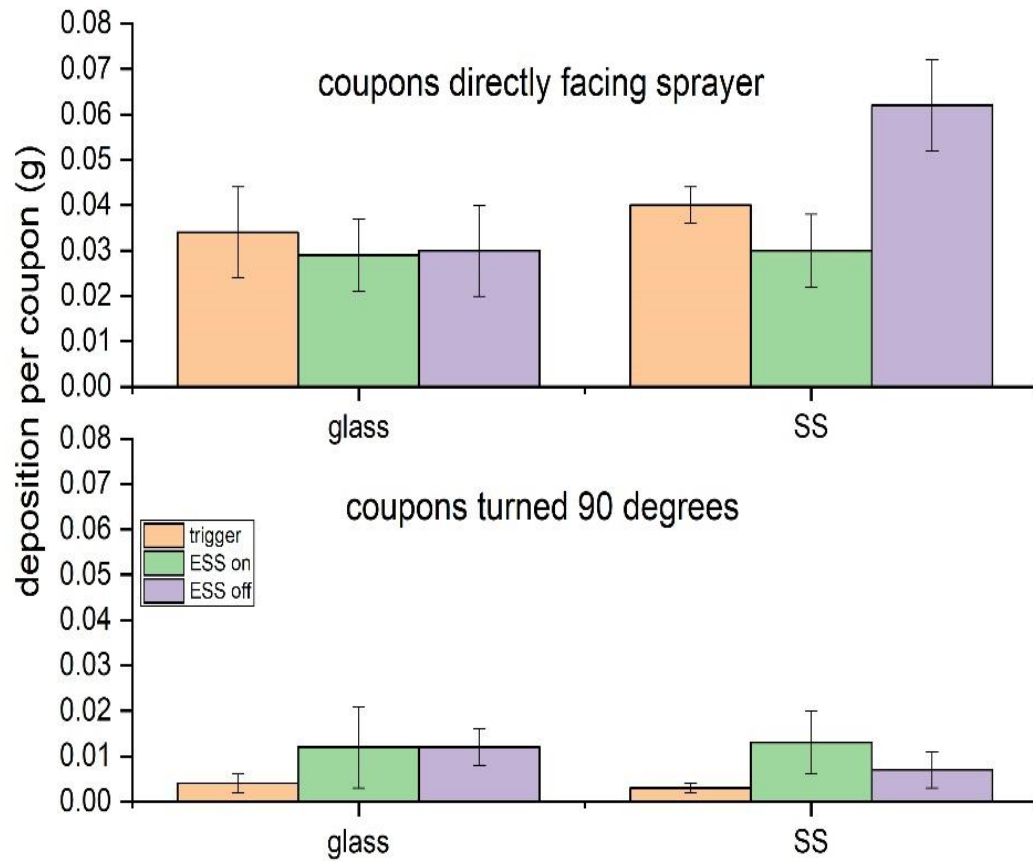 deposition per coupon (g)
0.08
0.07
0.06
0.05
0.04
0.03
0.02
0.01
0.00
coupons directly facing sprayer
glass SS
0.08
0.07
0.06
0.05
0.04
0.03
0.02
0.01
0.00
coupons turned 90 degrees
trigger
ESS on
ESS off
glass SS